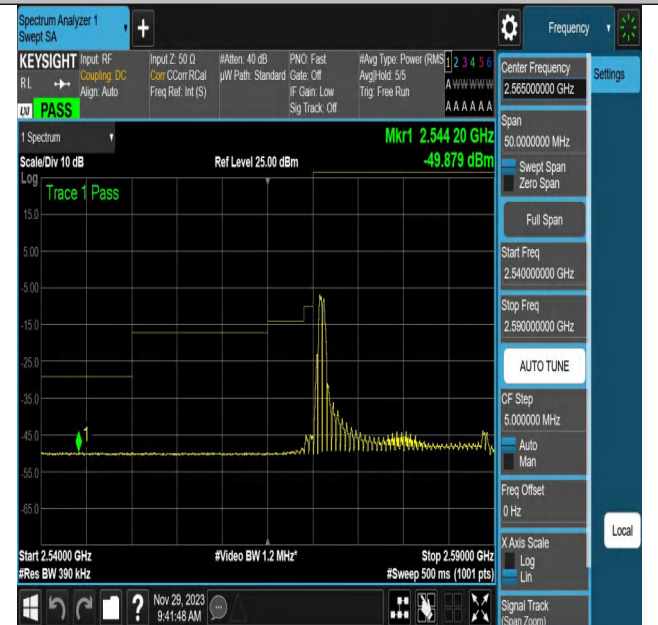 Spectrum Analyzer 1
Swept SA
Frequency
KEYSIGHT
RL
LXI
PASS
Input: RF
Coupling: DC
Align: Auto
Input Z: 50 Ω
Corr CCorr RCal
Freq Ref: Int (S)
#Atten: 40 dB
µW Path: Standard
PNO: Fast
Gate: Off
IF Gain: Low
Sig Track: Off
#Avg Type: Power (RMS
Avg|Hold: 5/5
Trig: Free Run
1 2 3 4 5 6
A W W W W W
A A A A A A
1 Spectrum
Scale/Div 10 dB
Ref Level 25.00 dBm
Mkr1 2.544 20 GHz
-49.879 dBm
Log
Trace 1 Pass
15.0
5.00
-5.00
-15.0
-25.0
-35.0
-45.0
-55.0
-65.0
1
Start 2.54000 GHz
#Res BW 390 kHz
#Video BW 1.2 MHz*
Stop 2.59000 GHz
#Sweep 500 ms (1001 pts)
Center Frequency
2.565000000 GHz
Settings
Span
50.0000000 MHz
Swept Span
Zero Span
Full Span
Start Freq
2.540000000 GHz
Stop Freq
2.590000000 GHz
AUTO TUNE
CF Step
5.000000 MHz
Auto
Man
Freq Offset
0 Hz
X Axis Scale
Log
Lin
Local
Signal Track
(Span Zoom)
?
Nov 29, 2023
9:41:48 AM